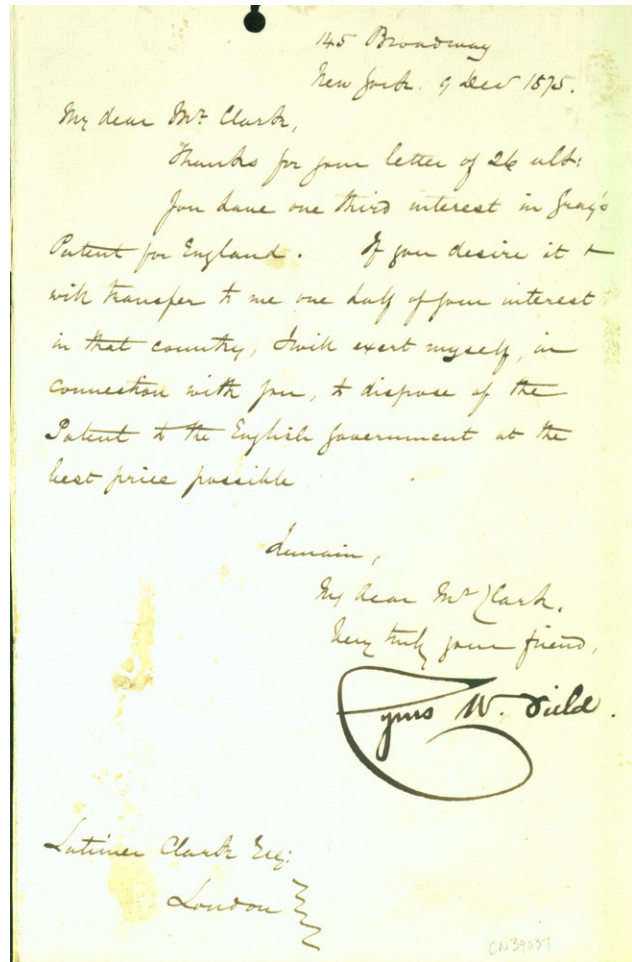 145 Broadway
New York. 9 Dec 1875.
My dear Mr Clark,
Thanks for your letter of 26 ult:
You have one third interest in Gray's
Patent for England. If you desire it &
will transfer to me one half of your interest
in that country, I will exert myself, in
connection with you, to dispose of the
Patent to the English Government at the
best price possible
I remain,
My dear Mr Clark,
Very truly your friend,
Cyrus W. Field.
Latimer Clark Esq:
London
CN39037